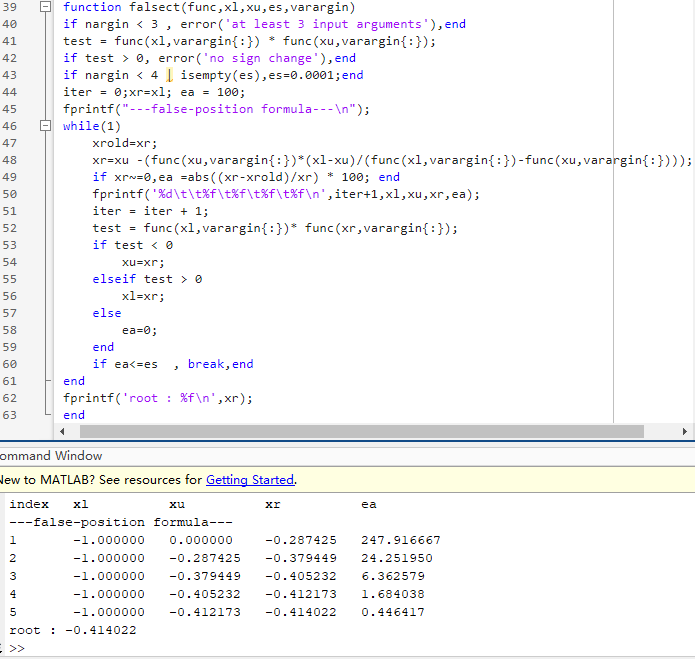 39 function falsect(func,xl,xu,es,varargin)
40 if nargin < 3 , error('at least 3 input arguments'),end
41 test = func(xl,varargin{:}) * func(xu,varargin{:});
42 if test > 0, error('no sign change'),end
43 if nargin < 4 | isempty(es),es=0.0001;end
44 iter = 0;xr=xl; ea = 100;
45 fprintf("---false-position formula---\n");
46 while(1)
47 xrold=xr;
48 xr=xu -(func(xu,varargin{:})*(xl-xu)/(func(xl,varargin{:})-func(xu,varargin{:})));
49 if xr~=0,ea =abs((xr-xrold)/xr) * 100; end
50 fprintf('%d\t\t%f\t%f\t%f\t%f\n',iter+1,xl,xu,xr,ea);
51 iter = iter + 1;
52 test = func(xl,varargin{:})* func(xr,varargin{:});
53 if test < 0
54 xu=xr;
55 elseif test > 0
56 xl=xr;
57 else
58 ea=0;
59 end
60 if ea<=es , break,end
61 end
62 fprintf('root : %f\n',xr);
63 end
ommand Window
New to MATLAB? See resources for Getting Started.
index xl xu xr ea
---false-position formula---
1 -1.000000 0.000000 -0.287425 247.916667
2 -1.000000 -0.287425 -0.379449 24.251950
3 -1.000000 -0.379449 -0.405232 6.362579
4 -1.000000 -0.405232 -0.412173 1.684038
5 -1.000000 -0.412173 -0.414022 0.446417
root : -0.414022
>>